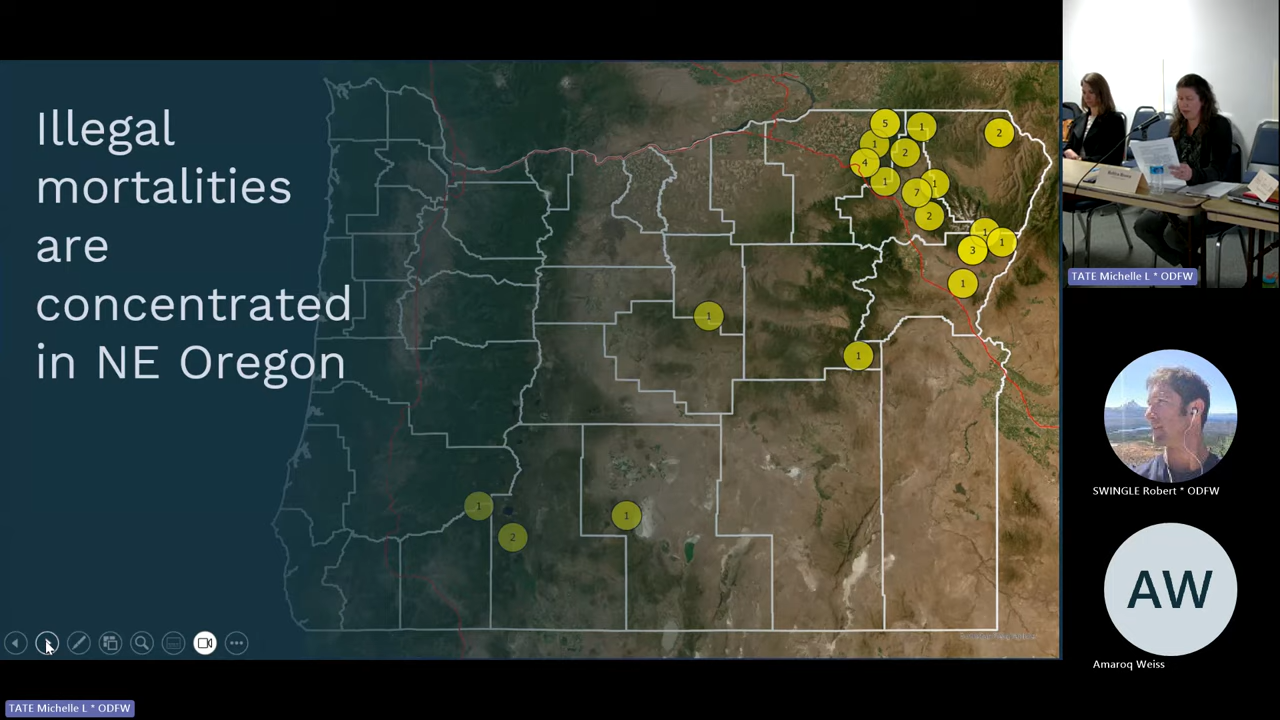 Illegal
mortalities
are
concentrated
in NE Oregon
5
1
2
1
2
4
1
1
7
2
1
1
3
1
1
1
1
2
1
TATE Michelle L * ODFW
SWINGLE Robert * ODFW
AW
Amaroq Weiss
TATE Michelle L * ODFW